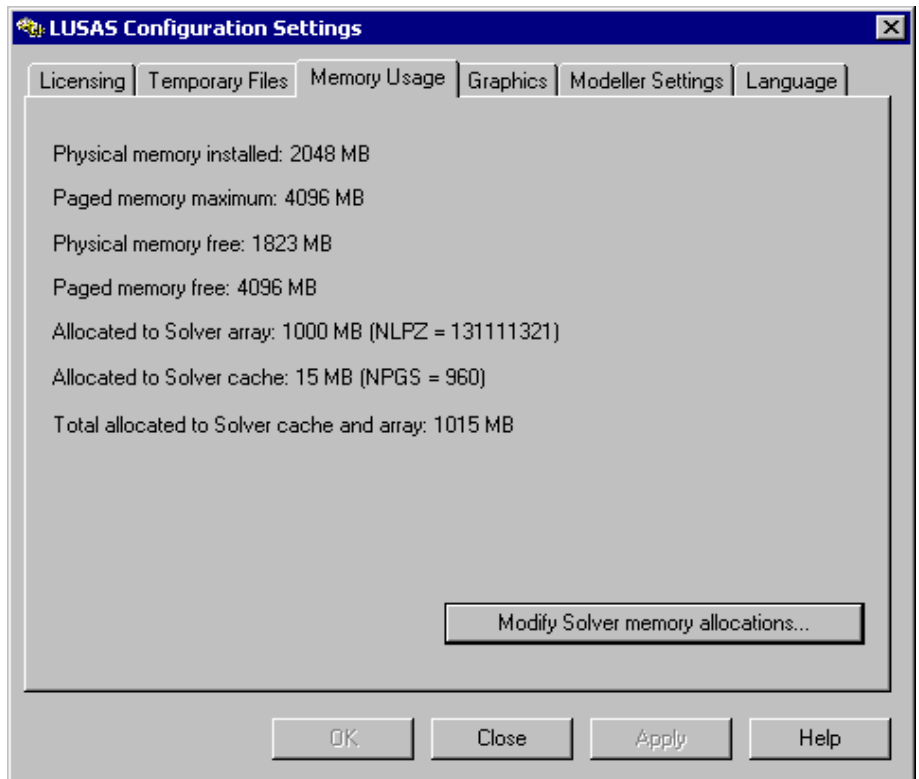 LUSAS Configuration Settings
Licensing Temporary Files Memory Usage Graphics Modeller Settings Language
Physical memory installed: 2048 MB
Paged memory maximum: 4096 MB
Physical memory free: 1823 MB
Paged memory free: 4096 MB
Allocated to Solver array: 1000 MB (NLPZ = 131111321)
Allocated to Solver cache: 15 MB (NPGS = 960)
Total allocated to Solver cache and array: 1015 MB
Modify Solver memory allocations...
OK Close Apply Help